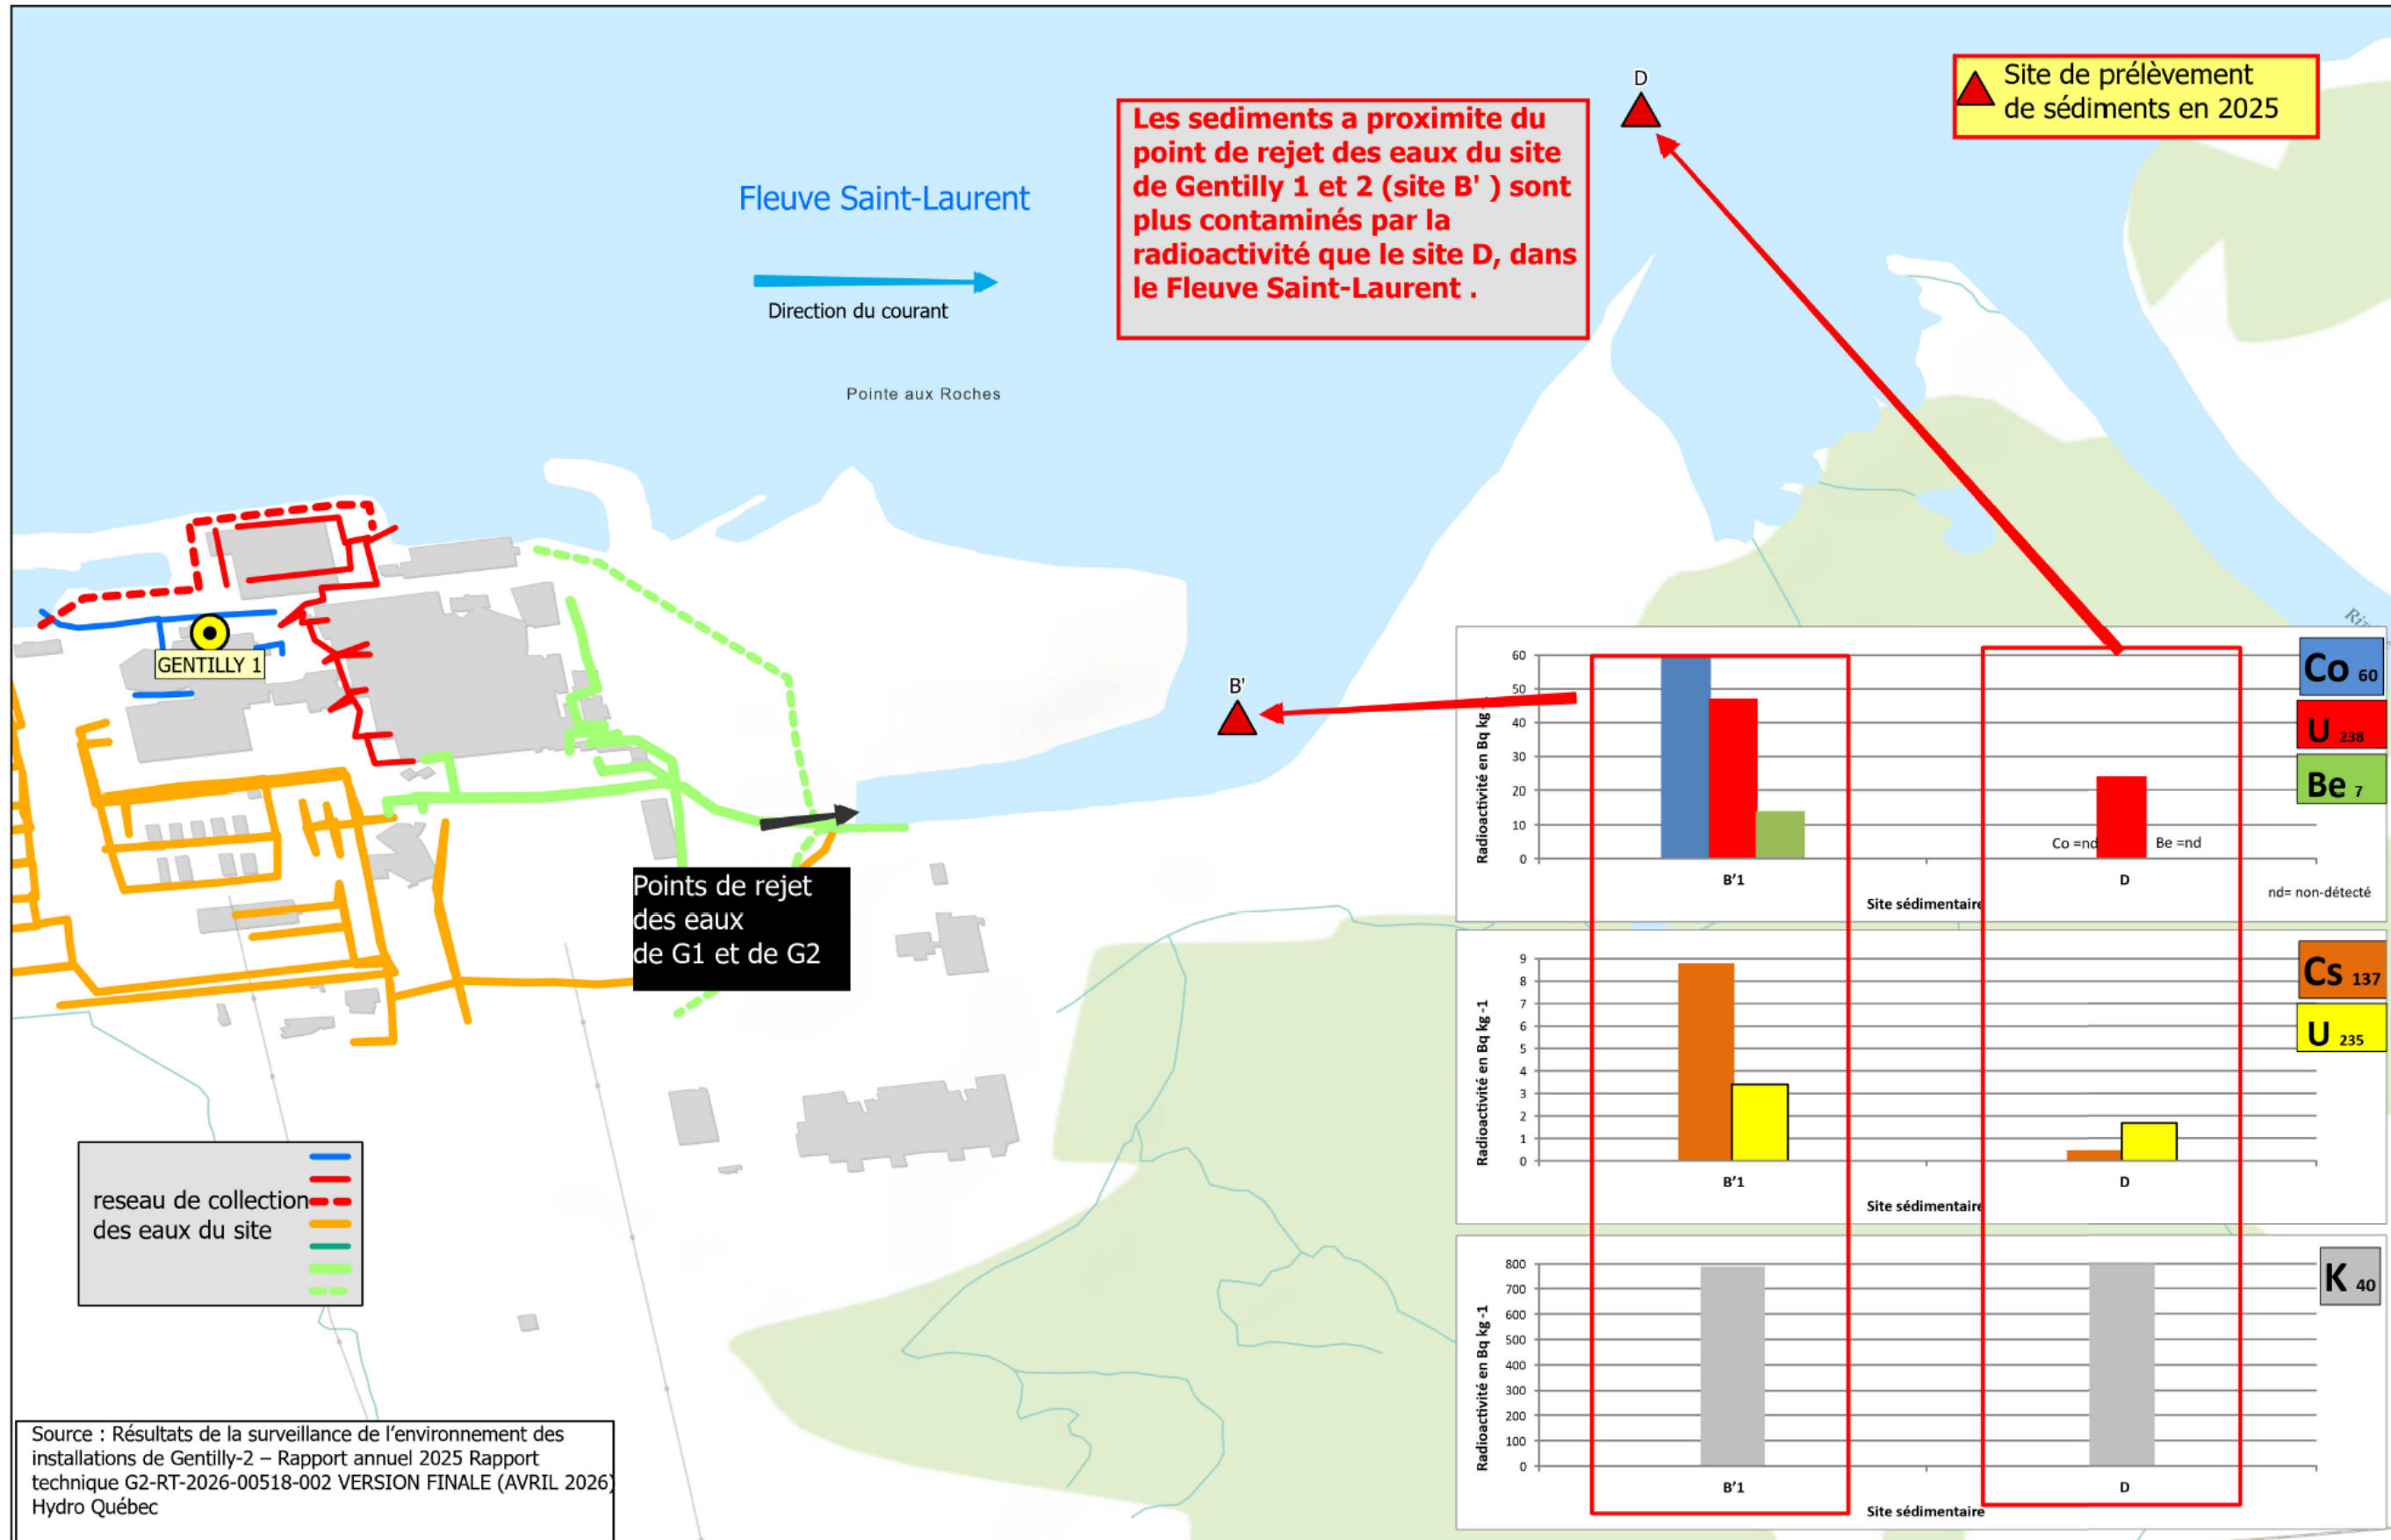 D
Site de prélèvement
de sédiments en 2025
Les sediments a proximite du
point de rejet des eaux du site
de Gentilly 1 et 2 (site B' ) sont
plus contaminés par la
radioactivité que le site D, dans
le Fleuve Saint-Laurent .
Fleuve Saint-Laurent
Direction du courant
Pointe aux Roches
GENTILLY 1
B'
Points de rejet
des eaux
de G1 et de G2
reseau de collection
des eaux du site
Source : Résultats de la surveillance de l'environnement des
installations de Gentilly-2 – Rapport annuel 2025 Rapport
technique G2-RT-2026-00518-002 VERSION FINALE (AVRIL 2026)
Hydro Québec
Radioactivité en Bq kg
60
50
40
30
20
10
0
Co =nd
Be =nd
B'1
D
Site sédimentaire
nd= non-détecté
Co 60
U 238
Be 7
Radioactivité en Bq kg -1
9
8
7
6
5
4
3
2
1
0
B'1
D
Site sédimentaire
Cs 137
U 235
Radioactivité en Bq kg -1
800
700
600
500
400
300
200
100
0
B'1
D
Site sédimentaire
K 40